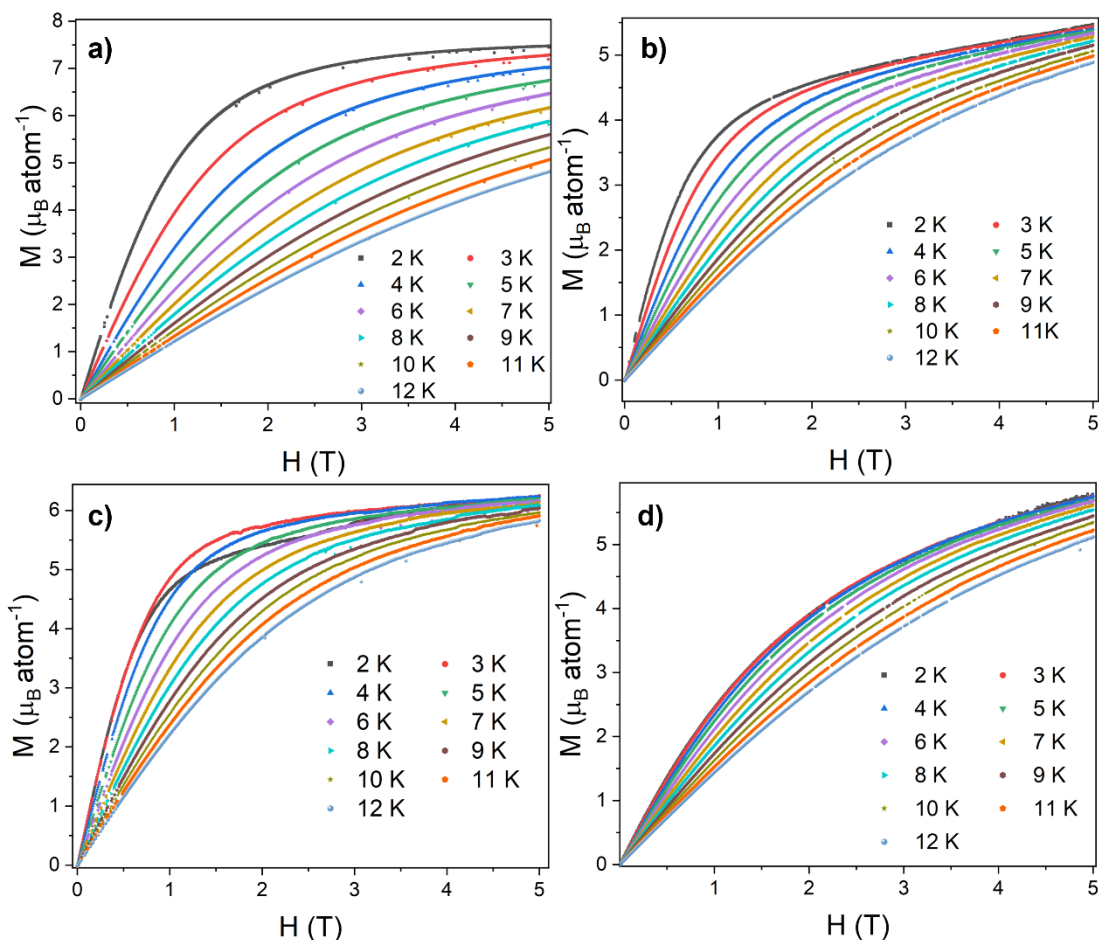 a)
M (μB atom-1)
8
7
6
5
4
3
2
1
0
2 K 3 K
4 K 5 K
6 K 7 K
8 K 9 K
10 K 11 K
12 K
0 1 2 3 4 5
H (T)
b)
M (μB atom-1)
5
4
3
2
1
0
2 K 3 K
4 K 5 K
6 K 7 K
8 K 9 K
10 K 11K
12 K
0 1 2 3 4 5
H (T)
c)
M (μB atom-1)
6
5
4
3
2
1
0
2 K 3 K
4 K 5 K
6 K 7 K
8 K 9 K
10 K 11 K
12 K
0 1 2 3 4 5
H (T)
d)
M (μB atom-1)
5
4
3
2
1
0
2 K 3 K
4 K 5 K
6 K 7 K
8 K 9 K
10 K 11 K
12 K
1 2 3 4 5
H (T)